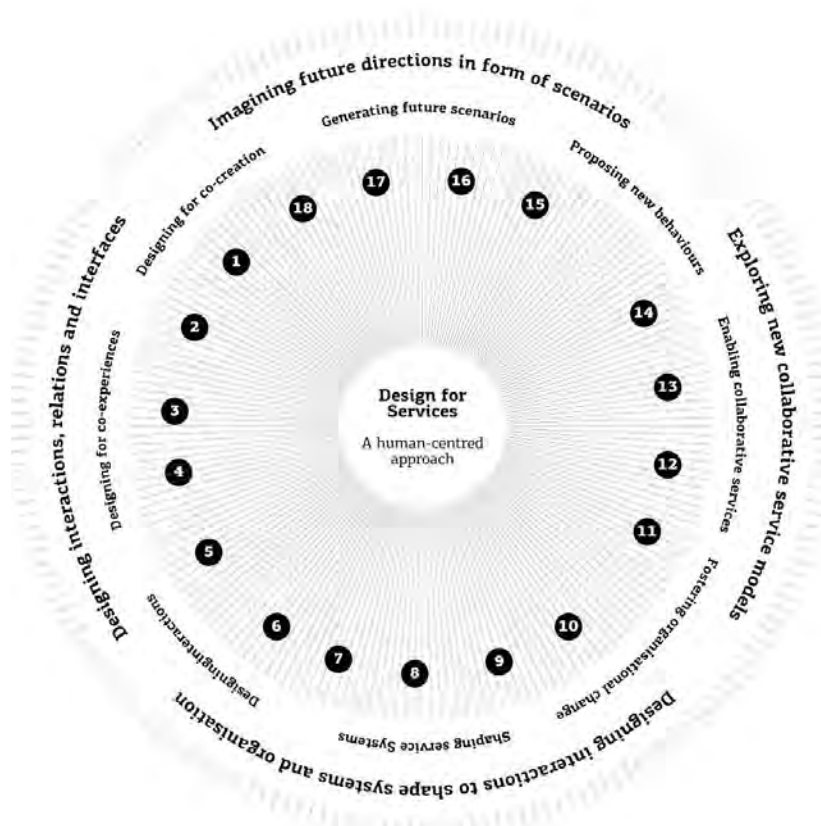 Imagining future directions in form of scenarios
Generating future scenarios
Designing for co-creation
Proposing new behaviours
17
16
18
15
1
14
2
13
3
12
4
11
5
10
6
9
7
8
Designing interactions, relations and interfaces
Designing for co-experiences
Design for
Services
A human-centred
approach
Enabling collaborative services
Exploring new collaborative service models
Designinginteractions
Shaping service Systems
Fostering organisational change
Designing interactions to shape systems and organisation